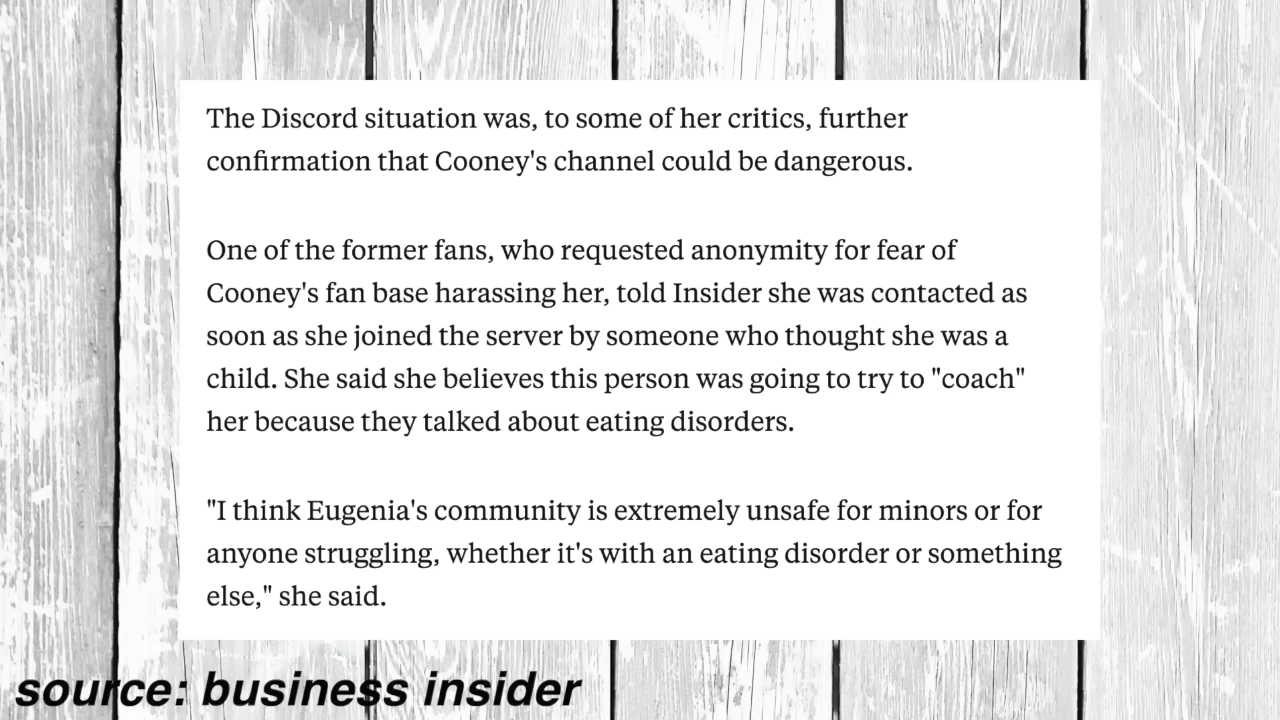 The Discord situation was, to some of her critics, further
confirmation that Cooney's channel could be dangerous.
One of the former fans, who requested anonymity for fear of
Cooney's fan base harassing her, told Insider she was contacted as
soon as she joined the server by someone who thought she was a
child. She said she believes this person was going to try to "coach"
her because they talked about eating disorders.
"I think Eugenia's community is extremely unsafe for minors or for
anyone struggling, whether it's with an eating disorder or something
else," she said.
source: business insider